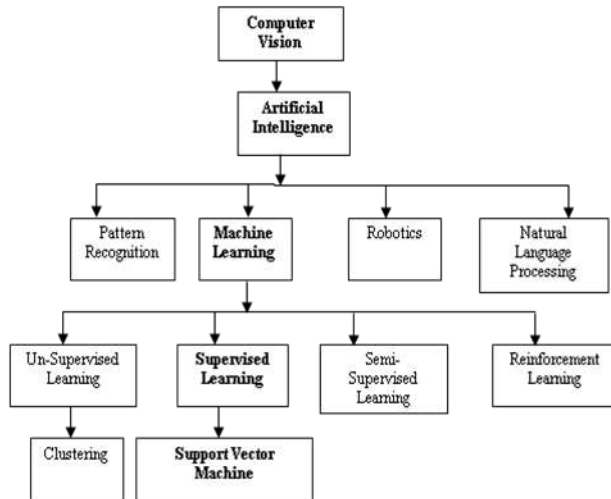 Computer
Vision
Artificial
Intelligence
Pattern
Recognition
Machine
Learning
Robotics
Natural
Language
Processing
Un-Supervised
Learning
Supervised
Learning
Semi-
Supervised
Learning
Reinforcement
Learning
Clustering
Support Vector
Machine